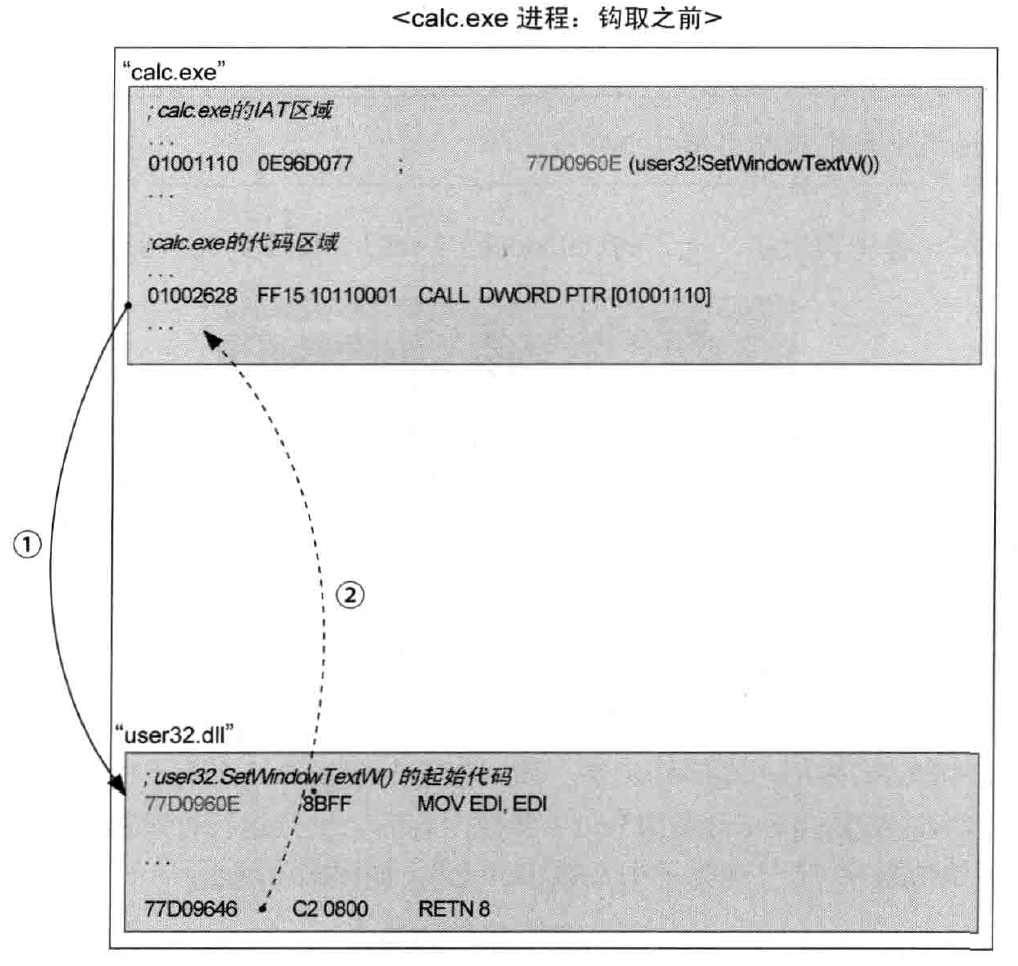 <calc.exe 进程：钩取之前>
“calc.exe”
; calc.exe的IAT区域
...
01001110 0E96D077 ; 77D0960E (user32!SetWindowTextW())
...
;calc.exe的代码区域
...
01002628 FF15 10110001 CALL DWORD PTR [01001110]
...
①
②
“user32.dll”
; user32.SetWindowTextW() 的起始代码
77D0960E 8BFF MOV EDI, EDI
...
77D09646 C2 0800 RETN 8